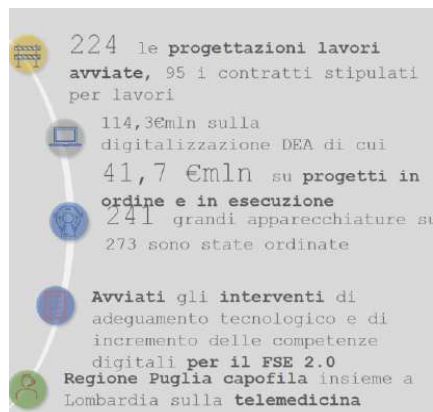 224 le progettazioni lavori
avviate, 95 i contratti stipulati
per lavori
114,3€mln sulla
digitalizzazione DEA di cui
41,7 €mln su progetti in
ordine e in esecuzione
241 grandi apparecchiature su
273 sono state ordinate
Avviati gli interventi di
adeguamento tecnologico e di
incremento delle competenze
digitali per il FSE 2.0
Regione Puglia capofila insieme a
Lombardia sulla telemedicina